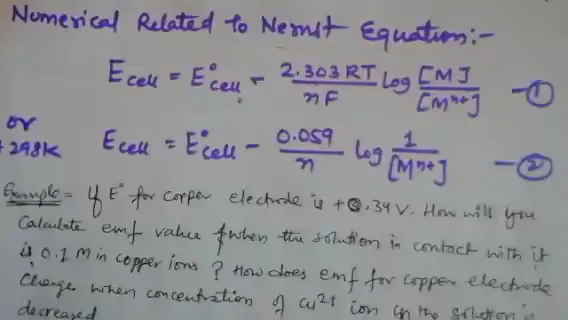 Numerical Related to Nernst Equation:-
Ecell = E°cell - 2.303RT/nF log [M]/[Mn+] - ①
or
298K Ecell = E°cell - 0.059/n log 1/[Mn+] - ②
Example = If E° for copper electrode is +0.34V. How will you
calculate emf value when the solution in contact with it
is 0.1 M in copper ions ? How does emf for copper electrode
change when concentration of Cu2+ ion in the solution is
decreased